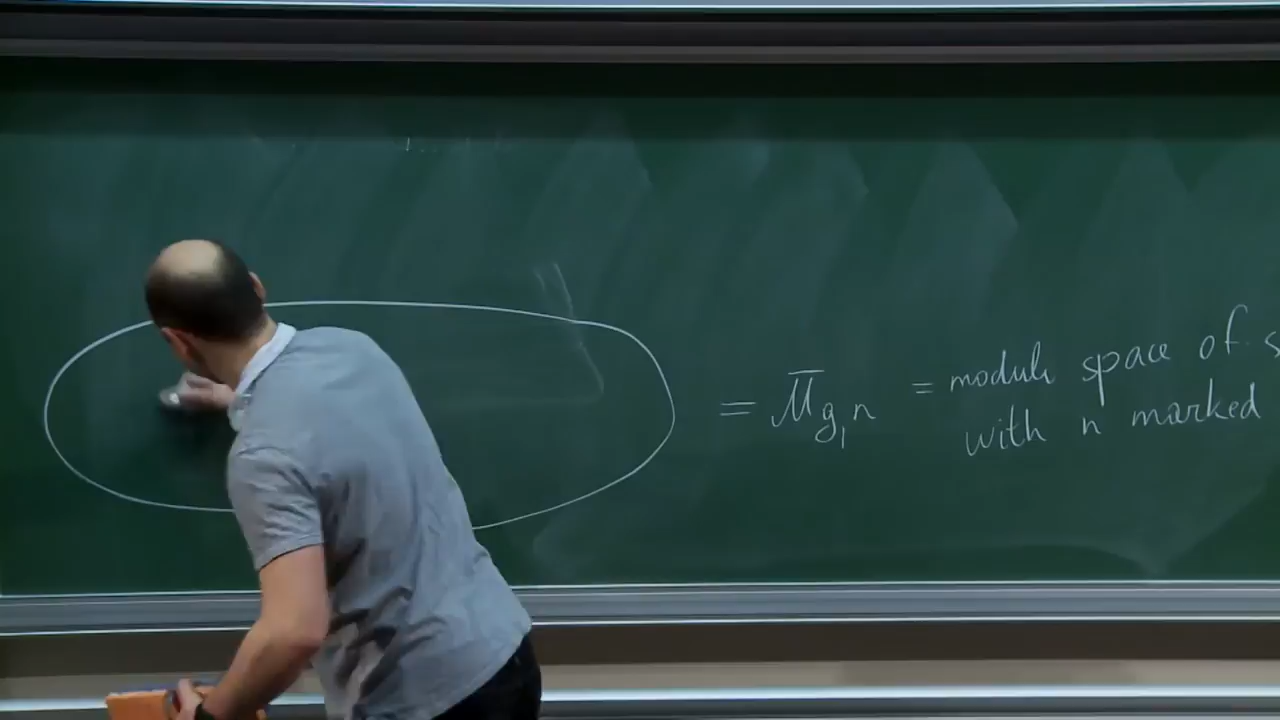 = M̄g,n = moduli space of
with n marked